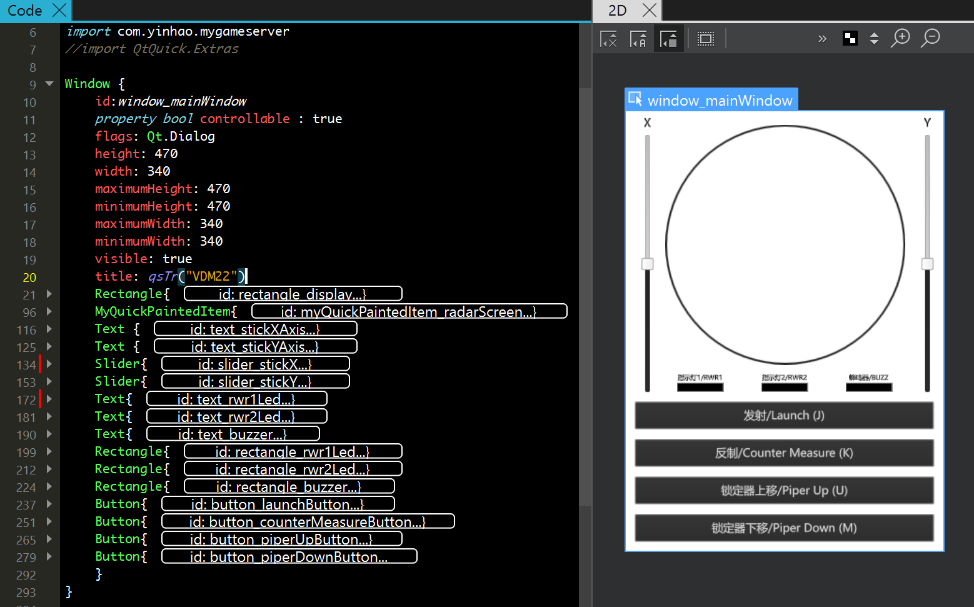 Code
6 import com.yinhao.mygameserver
7 //import QtQuick.Extras
8
9 Window {
10 id:window_mainWindow
11 property bool controllable : true
12 flags: Qt.Dialog
13 height: 470
14 width: 340
15 maximumHeight: 470
16 minimumHeight: 470
17 maximumWidth: 340
18 minimumWidth: 340
19 visible: true
20 title: qsTr("VDM22")
21 Rectangle{ id: rectangle_display...}
96 MyQuickPaintedItem{ id: myQuickPaintedItem_radarScreen...}
116 Text { id: text_stickXAxis...}
125 Text { id: text_stickYAxis...}
134 Slider{ id: slider_stickX...}
153 Slider{ id: slider_stickY...}
172 Text{ id: text_rwr1Led...}
181 Text{ id: text_rwr2Led...}
190 Text{ id: text_buzzer...}
199 Rectangle{ id: rectangle_rwr1Led...}
212 Rectangle{ id: rectangle_rwr2Led...}
224 Rectangle{ id: rectangle_buzzer...}
237 Button{ id: button_launchButton...}
251 Button{ id: button_counterMeasureButton...}
265 Button{ id: button_piperUpButton...}
279 Button{ id: button_piperDownButton...
292 }
293 }
2D
window_mainWindow
X
Y
指示灯1/RWR1
指示灯2/RWR2
蜂鸣器/BUZZ
发射/Launch (J)
反制/Counter Measure (K)
锁定器上移/Piper Up (U)
锁定器下移/Piper Down (M)